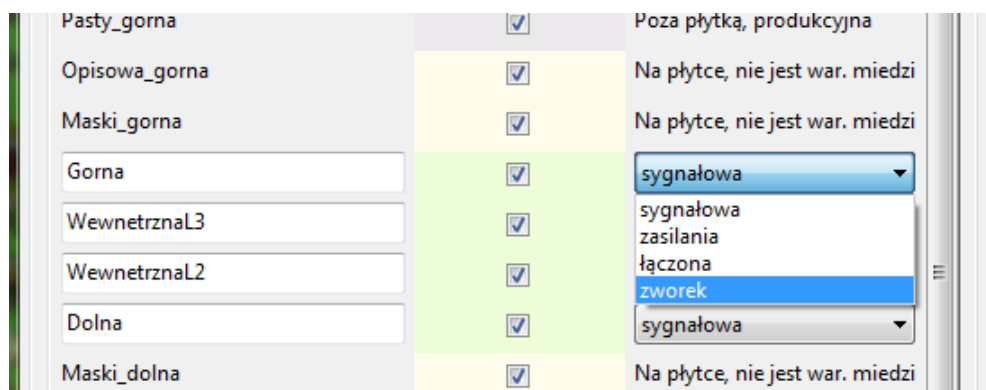 Pasty_gorna Poza płytką, produkcyjna
Opisowa_gorna Na płytce, nie jest war. miedzi
Maski_gorna Na płytce, nie jest war. miedzi
Gorna sygnałowa
WewnetrznaL3 sygnałowa
zasilania
WewnetrznaL2 łączona
zworek
Dolna sygnałowa
Maski_dolna Na płytce, nie jest war. miedzi